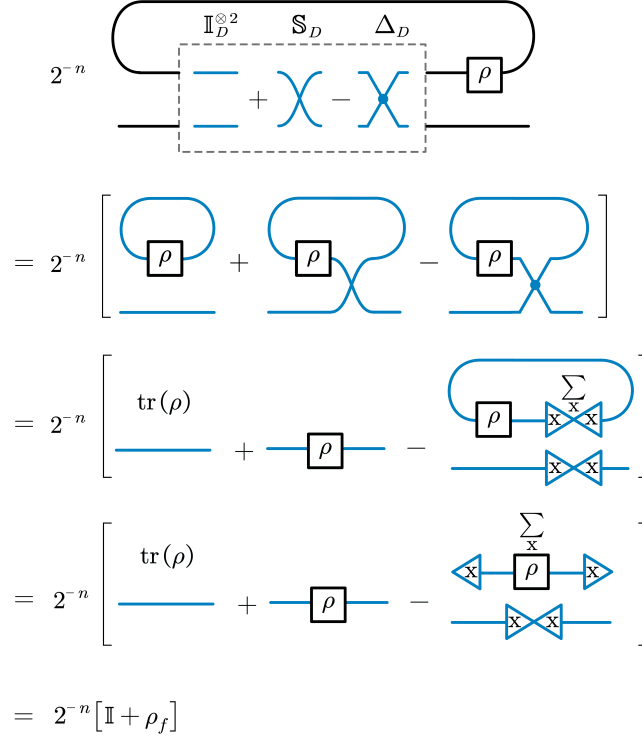 𝕀_D^{⊗2} 𝕊_D Δ_D
2^{-n} + − ρ
= 2^{-n} [ ρ + ρ − ρ ]
= 2^{-n} [ tr(ρ) + ρ − ρ ∑_x x x x x ]
= 2^{-n} [ tr(ρ) + ρ − ∑_x x ρ x x x ]
= 2^{-n}[𝕀 + ρ_f]